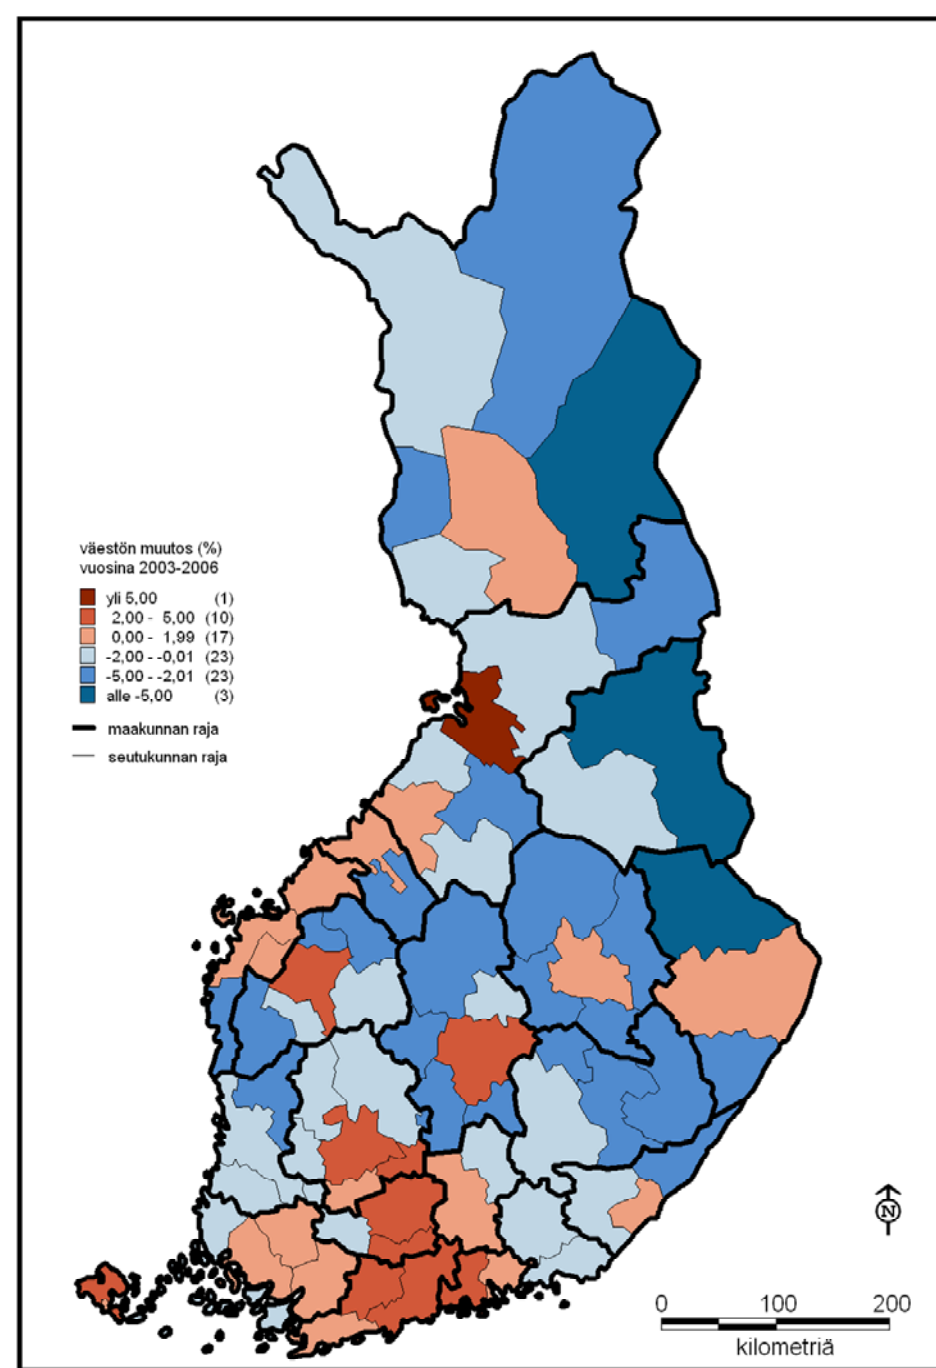 väestön muutos (%)
vuosina 2003-2006
yli 5,00 (1)
2,00 - 5,00 (10)
0,00 - 1,99 (17)
-2,00 - -0,01 (23)
-5,00 - -2,01 (23)
alle -5,00 (3)
maakunnan raja
seutukunnan raja
N
0 100 200
kilometriä